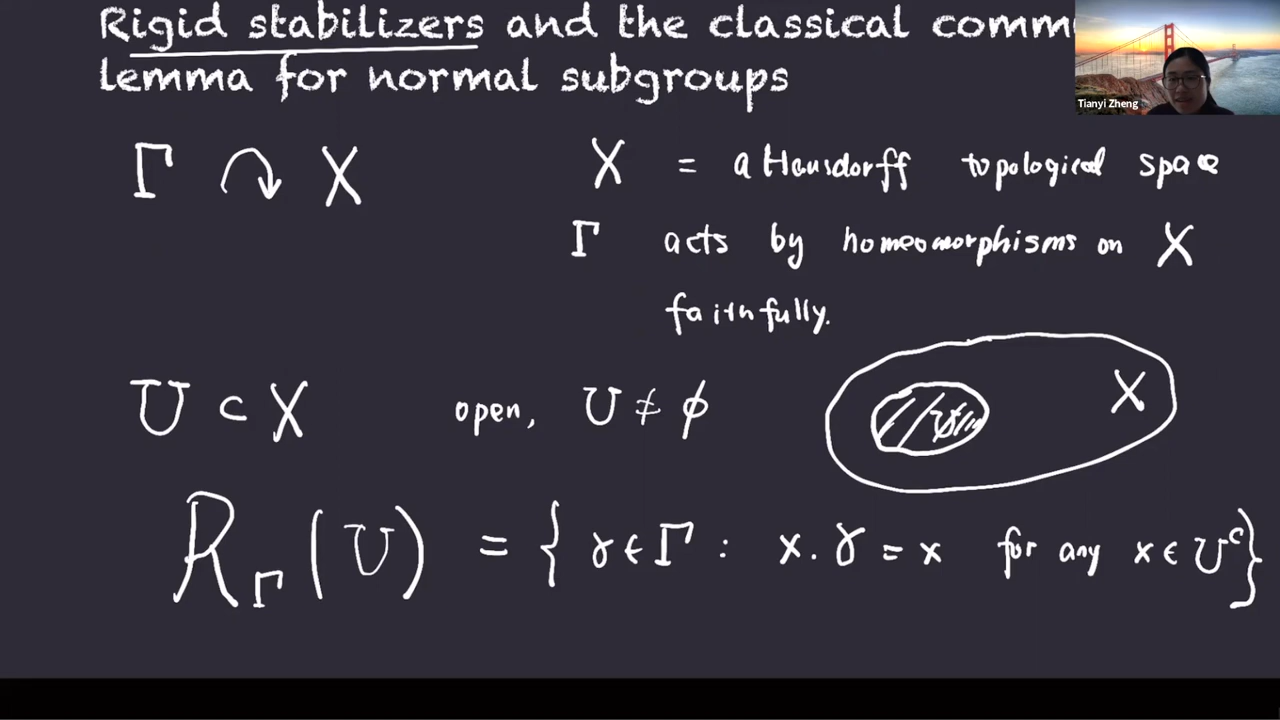 Rigid stabilizers and the classical comm
lemma for normal subgroups
Tianyi Zheng
Γ ↷ X
X = a Hausdorff topological space
Γ acts by homeomorphisms on X
faithfully.
U ⊂ X open, U ≠ ϕ
X
R_Γ(U) = { γ ∈ Γ : x.γ = x for any x ∈ U^c }